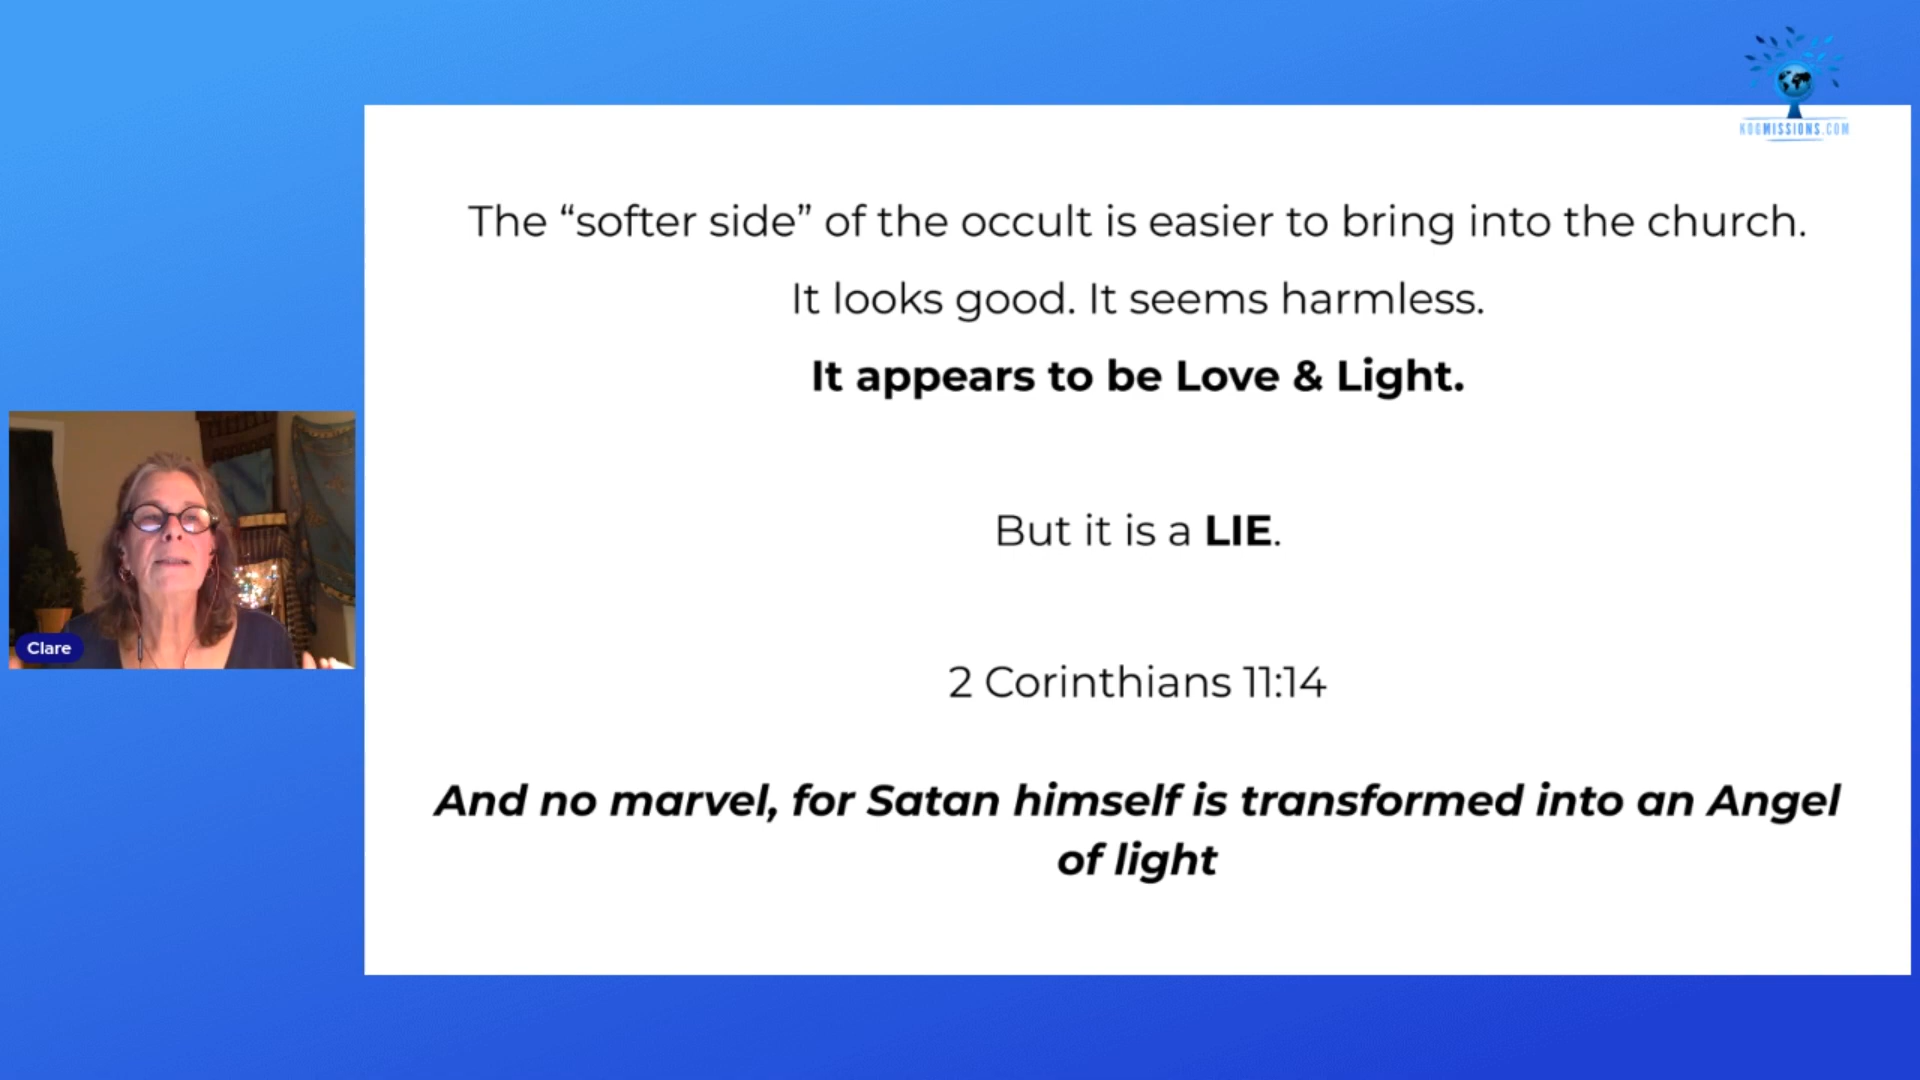 KOGMISSIONS.COM
The “softer side” of the occult is easier to bring into the church.
It looks good. It seems harmless.
It appears to be Love & Light.
But it is a LIE.
2 Corinthians 11:14
And no marvel, for Satan himself is transformed into an Angel
of light
Clare